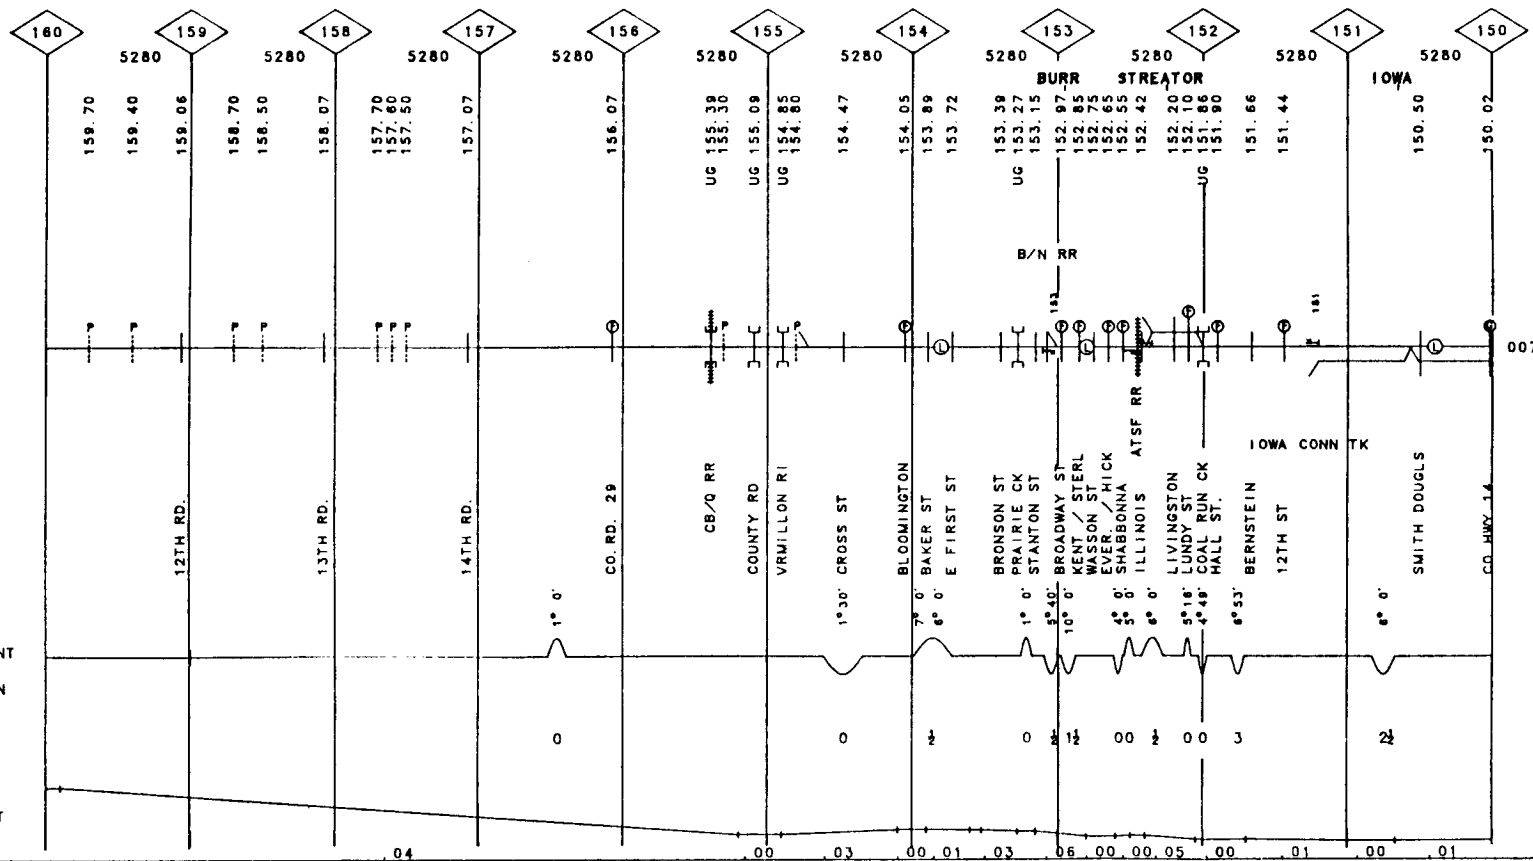 160 159 158 157 156 155 154 153 152 151 150
5280 5280 5280 5280 5280 5280 5280 5280 5280 5280
BURR STREATOR IOWA
159.70
159.40
159.06
158.70
158.50
158.07
157.70
157.60
157.50
157.07
156.07
UG 155.39
155.30
UG 155.09
UG 154.85
154.80
154.47
154.05
153.89
153.72
153.39
UG 153.27
153.15
152.97
152.85
152.75
152.65
152.55
152.42
152.20
152.10
UG 151.86
151.90
151.66
151.44
150.50
150.02
B/N RR
153
151
P P P P P P P P P
F F F F F F F F F
L L L
007
ATSF RR
IOWA CONN TK
12TH RD.
13TH RD.
14TH RD.
CO. RD. 29
CB/Q RR
COUNTY RD
VRMILLON RI
CROSS ST
BLOOMINGTON
BAKER ST
E FIRST ST
BRONSON ST
PRAIRIE CK
STANTON ST
BROADWAY ST
KENT / STERL
WASSON ST
EVER. / HICK
SHABBONNA
ILLINOIS
LIVINGSTON
LUNDY ST
COAL RUN CK
HALL ST.
BERNSTEIN
12TH ST
SMITH DOUGLS
CO HWY 14
1° 0'
1°30'
7° 0'
6° 0'
1° 0'
5°40'
10° 0'
4° 0'
5° 0'
6° 0'
5°16'
4°49'
6°53'
6° 0'
NT
N
0 0 ½ 0 ½ 1½ 0 0 ½ 0 0 3 2½
T
.04 .00 .03 .00 .01 .03 .06 .00 .00 .05 .00 .01 .00 .01